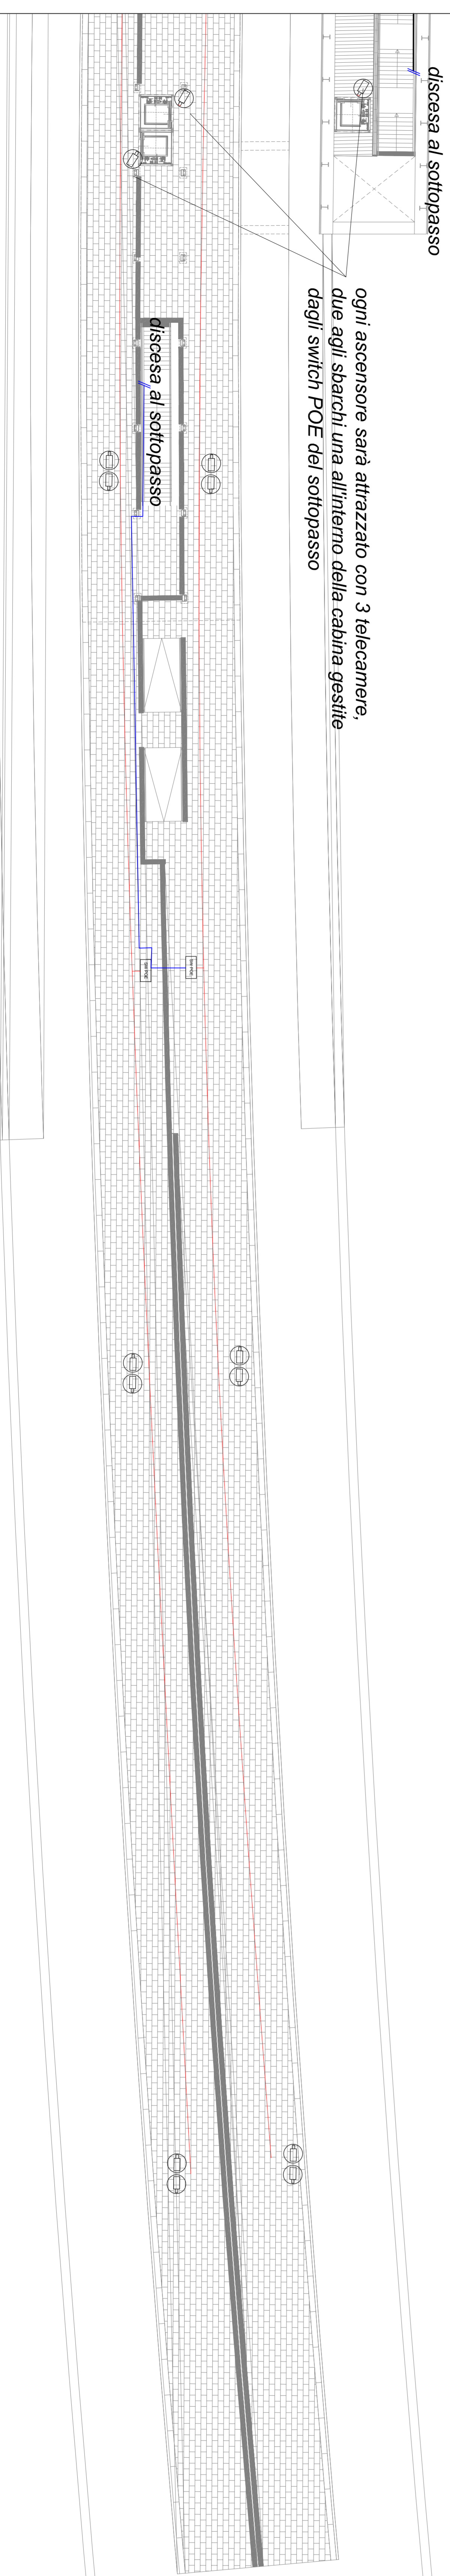 discesa al sottopasso
ogni ascensore sarà attrazzato con 3 telecamere,
due agli sbarchi una all'interno della cabina gestite
dagli switch POE del sottopasso
discesa al sottopasso